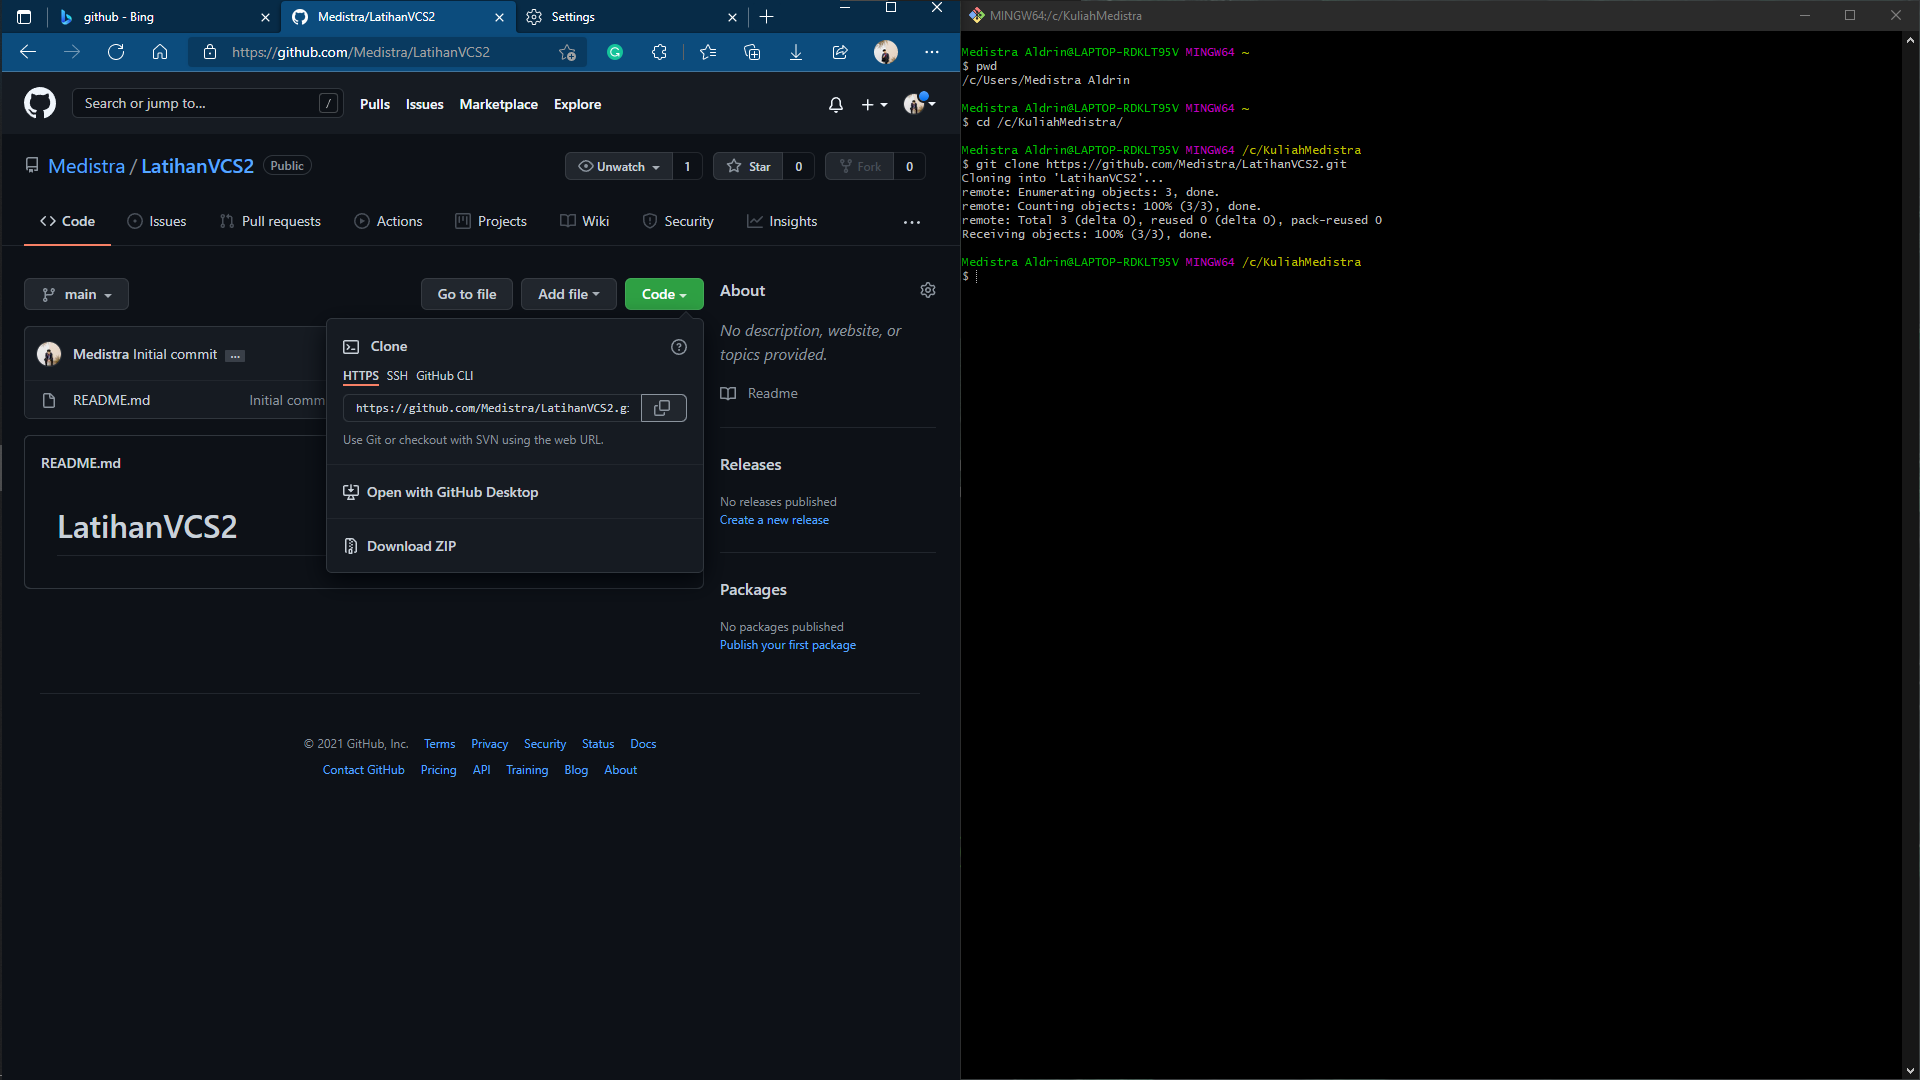 github - Bing
Medistra/LatihanVCS2
Settings
https://github.com/Medistra/LatihanVCS2
Search or jump to...
/
Pulls
Issues
Marketplace
Explore
Medistra / LatihanVCS2
Public
Unwatch
1
Star
0
Fork
0
Code
Issues
Pull requests
Actions
Projects
Wiki
Security
Insights
main
Go to file
Add file
Code
Medistra Initial commit
README.md
Initial comm
README.md
LatihanVCS2
Clone
HTTPS SSH GitHub CLI
https://github.com/Medistra/LatihanVCS2.gi
Use Git or checkout with SVN using the web URL.
Open with GitHub Desktop
Download ZIP
About
No description, website, or
topics provided.
Readme
Releases
No releases published
Create a new release
Packages
No packages published
Publish your first package
© 2021 GitHub, Inc. Terms Privacy Security Status Docs
Contact GitHub Pricing API Training Blog About
MINGW64:/c/KuliahMedistra
Medistra Aldrin@LAPTOP-RDKLT95V MINGW64 ~
$ pwd
/c/Users/Medistra Aldrin
Medistra Aldrin@LAPTOP-RDKLT95V MINGW64 ~
$ cd /c/KuliahMedistra/
Medistra Aldrin@LAPTOP-RDKLT95V MINGW64 /c/KuliahMedistra
$ git clone https://github.com/Medistra/LatihanVCS2.git
Cloning into 'LatihanVCS2'...
remote: Enumerating objects: 3, done.
remote: Counting objects: 100% (3/3), done.
remote: Total 3 (delta 0), reused 0 (delta 0), pack-reused 0
Receiving objects: 100% (3/3), done.
Medistra Aldrin@LAPTOP-RDKLT95V MINGW64 /c/KuliahMedistra
$